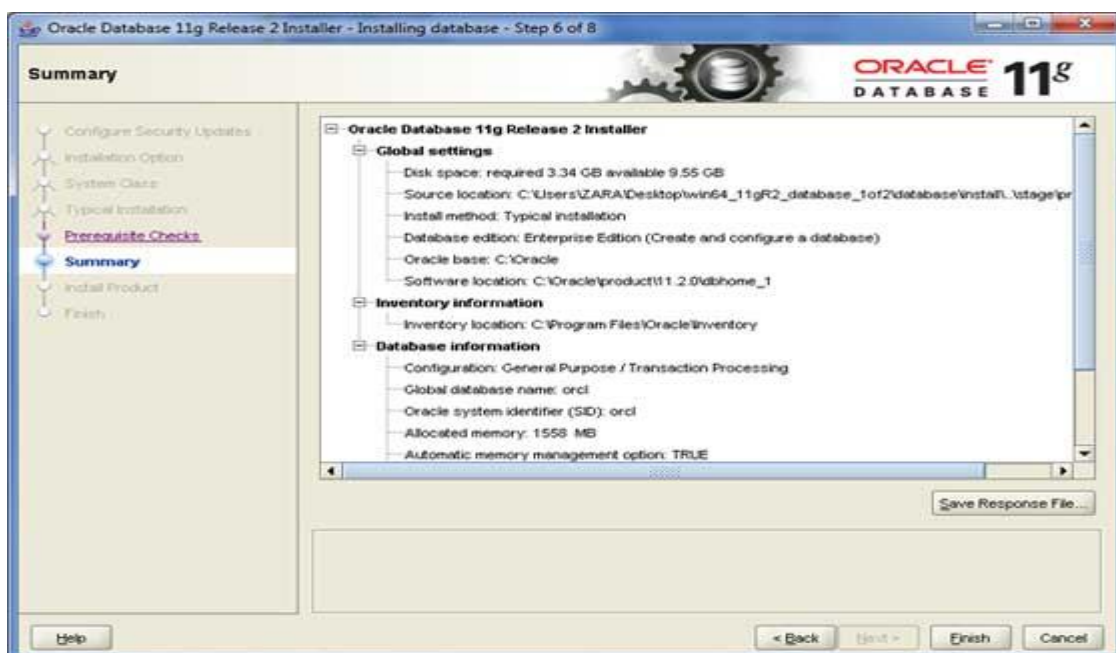 Oracle Database 11g Release 2 Installer - Installing database - Step 6 of 8
Summary
ORACLE 11g
DATABASE
Configure Security Updates
Installation Option
System Class
Typical Installation
Prerequisite Checks
Summary
Install Product
Finish
Oracle Database 11g Release 2 Installer
Global settings
Disk space: required 3.34 GB available 9.55 GB
Source location: C:\Users\ZARA\Desktop\win64_11gR2_database_1of2\database\install\..\stage\pr
Install method: Typical installation
Database edition: Enterprise Edition (Create and configure a database)
Oracle base: C:\Oracle
Software location: C:\Oracle\product\11.2.0\dbhome_1
Inventory information
Inventory location: C:\Program Files\Oracle\Inventory
Database information
Configuration: General Purpose / Transaction Processing
Global database name: orcl
Oracle system identifier (SID): orcl
Allocated memory: 1558 MB
Automatic memory management option: TRUE
Save Response File...
Help
< Back
Next >
Finish
Cancel